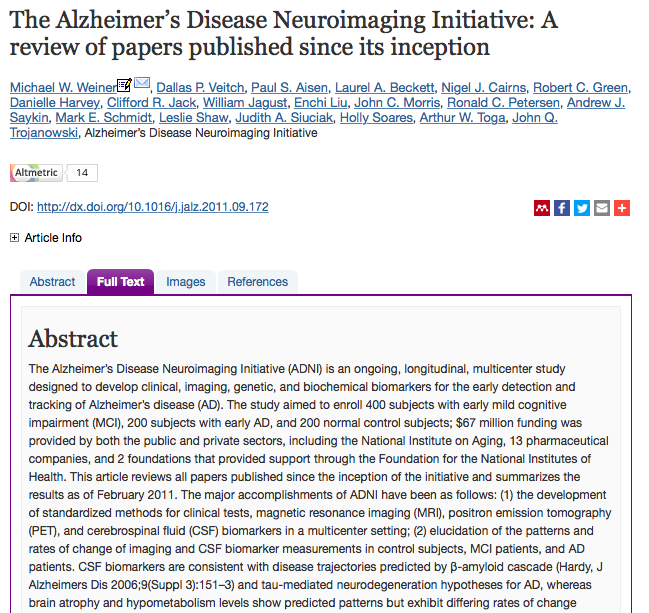 The Alzheimer's Disease Neuroimaging Initiative: A
review of papers published since its inception
Michael W. Weiner, Dallas P. Veitch, Paul S. Aisen, Laurel A. Beckett, Nigel J. Cairns, Robert C. Green,
Danielle Harvey, Clifford R. Jack, William Jagust, Enchi Liu, John C. Morris, Ronald C. Petersen, Andrew J.
Saykin, Mark E. Schmidt, Leslie Shaw, Judith A. Siuciak, Holly Soares, Arthur W. Toga, John Q.
Trojanowski, Alzheimer's Disease Neuroimaging Initiative
Altmetric 14
DOI: http://dx.doi.org/10.1016/j.jalz.2011.09.172
Article Info
Abstract Full Text Images References
Abstract
The Alzheimer's Disease Neuroimaging Initiative (ADNI) is an ongoing, longitudinal, multicenter study
designed to develop clinical, imaging, genetic, and biochemical biomarkers for the early detection and
tracking of Alzheimer's disease (AD). The study aimed to enroll 400 subjects with early mild cognitive
impairment (MCI), 200 subjects with early AD, and 200 normal control subjects; $67 million funding was
provided by both the public and private sectors, including the National Institute on Aging, 13 pharmaceutical
companies, and 2 foundations that provided support through the Foundation for the National Institutes of
Health. This article reviews all papers published since the inception of the initiative and summarizes the
results as of February 2011. The major accomplishments of ADNI have been as follows: (1) the development
of standardized methods for clinical tests, magnetic resonance imaging (MRI), positron emission tomography
(PET), and cerebrospinal fluid (CSF) biomarkers in a multicenter setting; (2) elucidation of the patterns and
rates of change of imaging and CSF biomarker measurements in control subjects, MCI patients, and AD
patients. CSF biomarkers are consistent with disease trajectories predicted by β-amyloid cascade (Hardy, J
Alzheimers Dis 2006;9(Suppl 3):151–3) and tau-mediated neurodegeneration hypotheses for AD, whereas
brain atrophy and hypometabolism levels show predicted patterns but exhibit differing rates of change